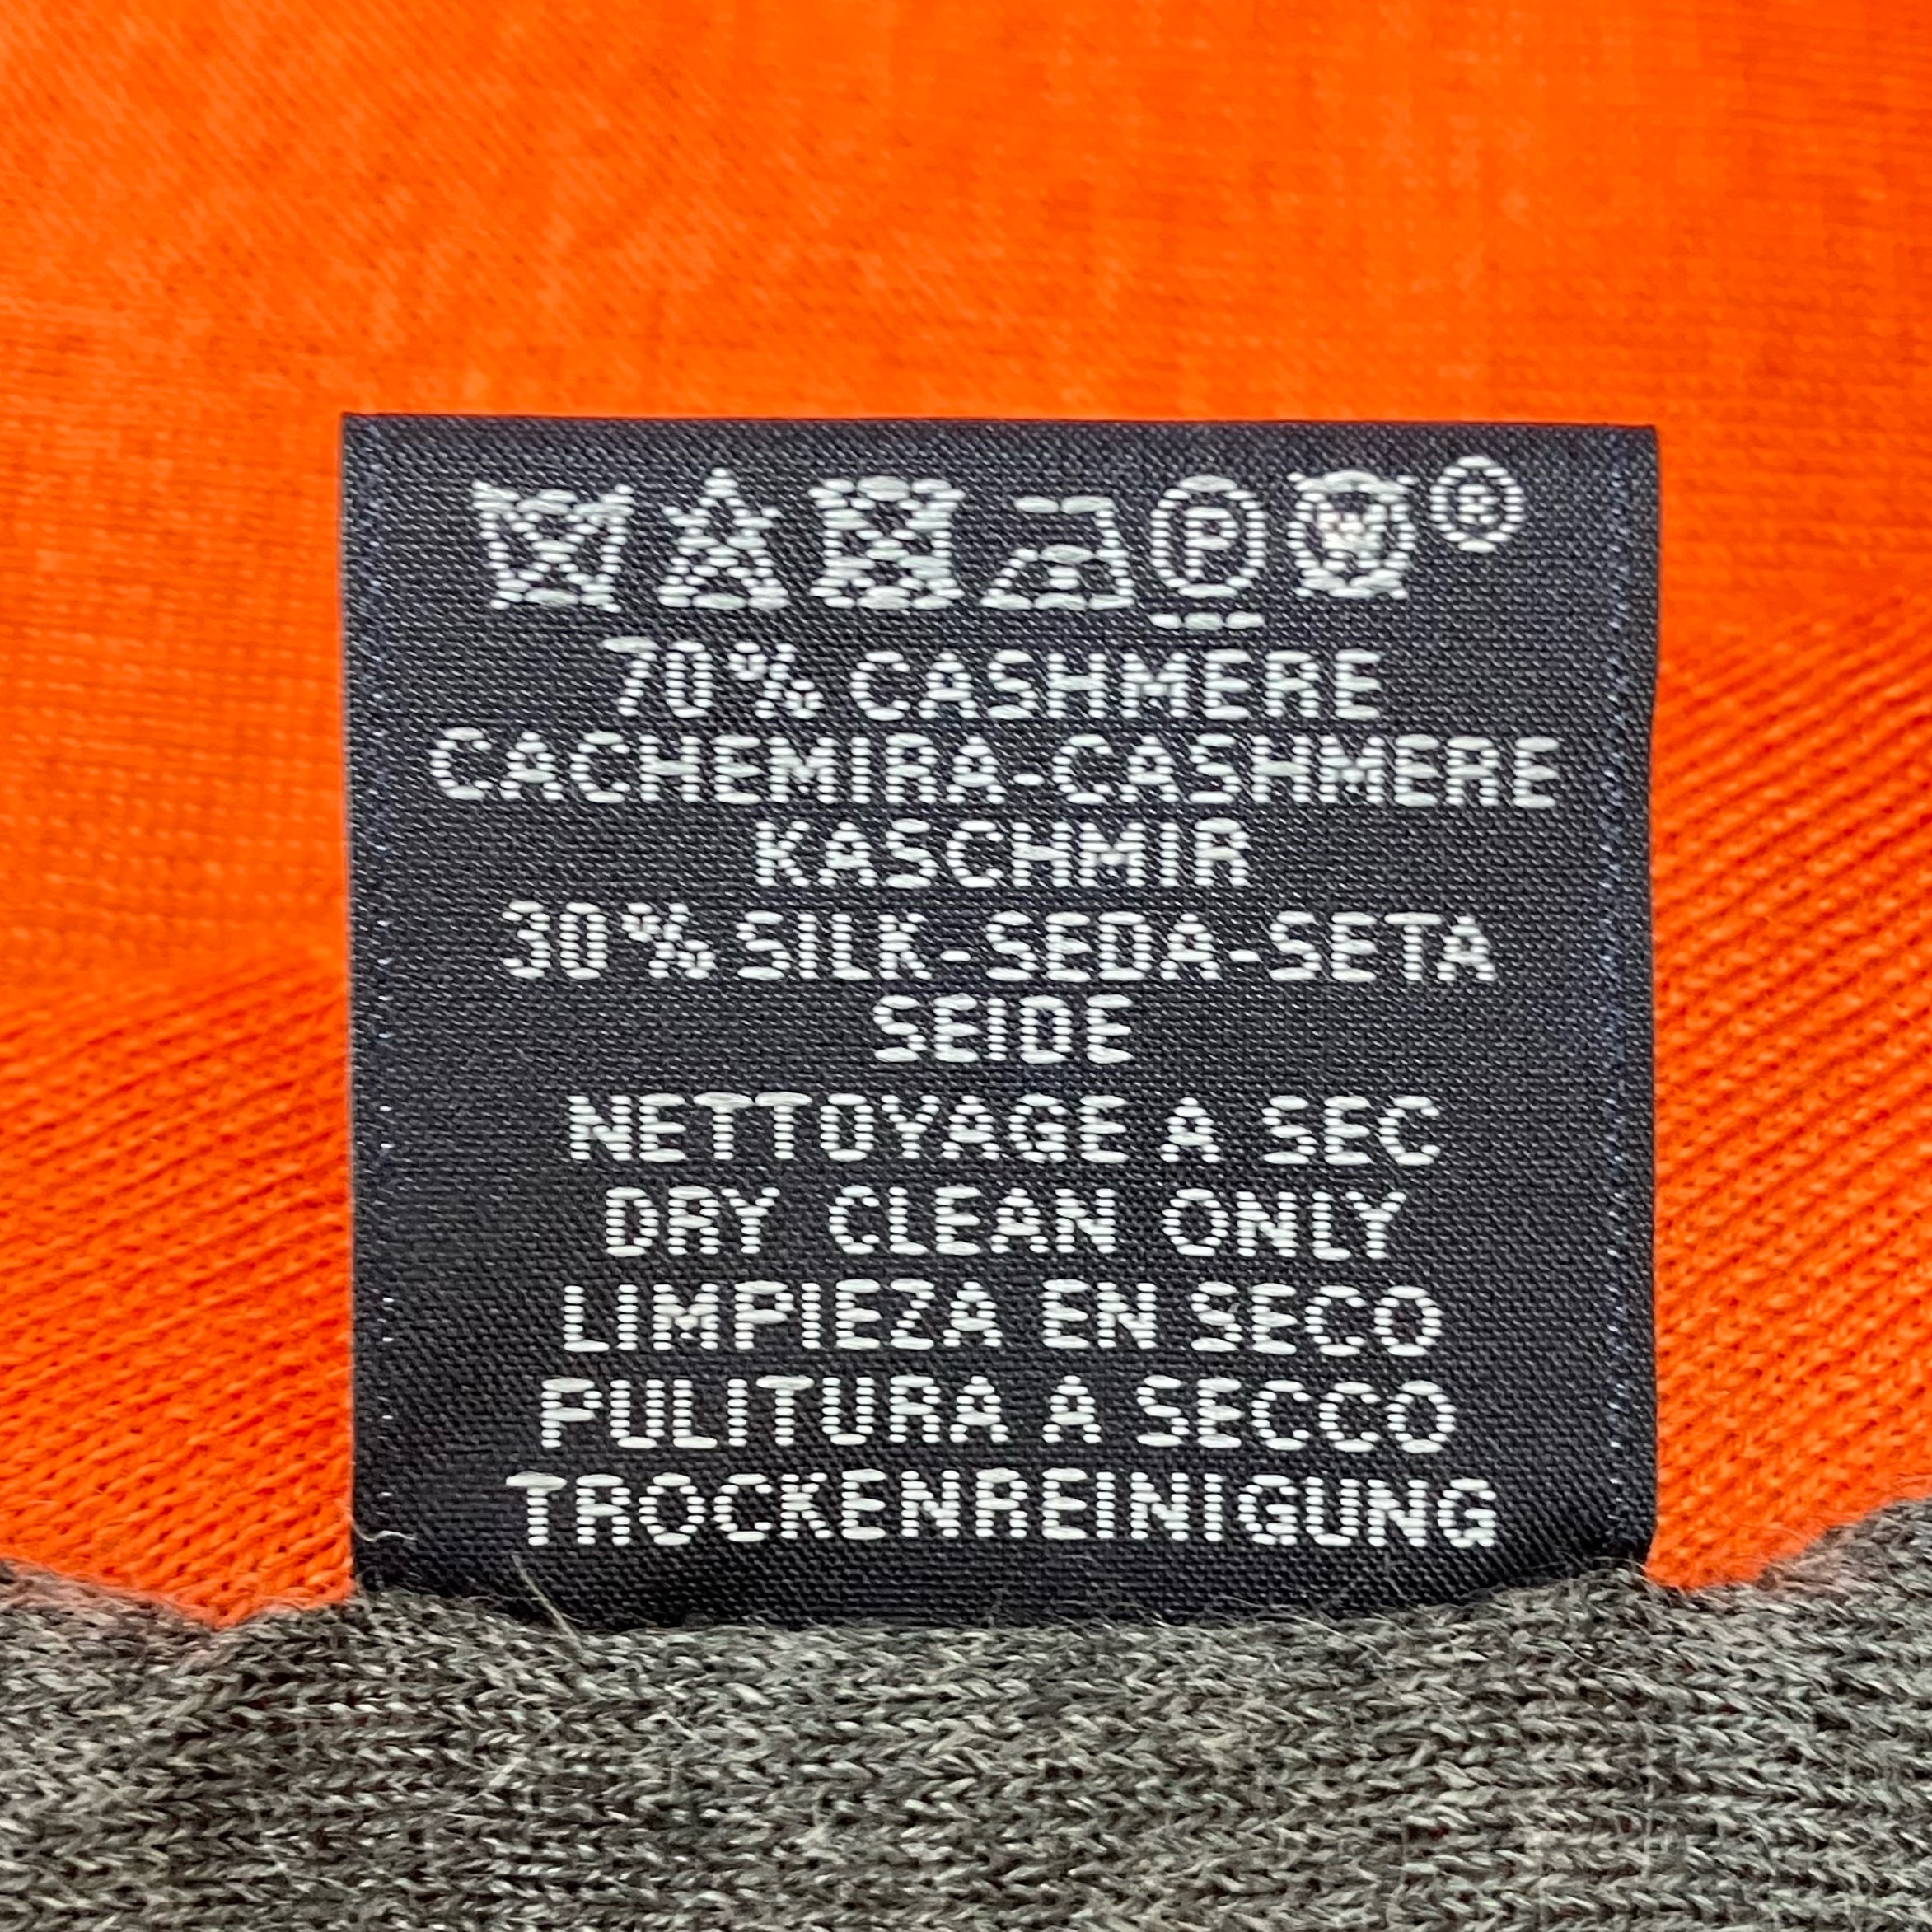 P W ®
70% CASHMERE
CACHEMIRA-CASHMERE
KASCHMIR
30% SILK-SEDA-SETA
SEIDE
NETTOYAGE A SEC
DRY CLEAN ONLY
LIMPIEZA EN SECO
PULITURA A SECCO
TROCKENREINIGUNG